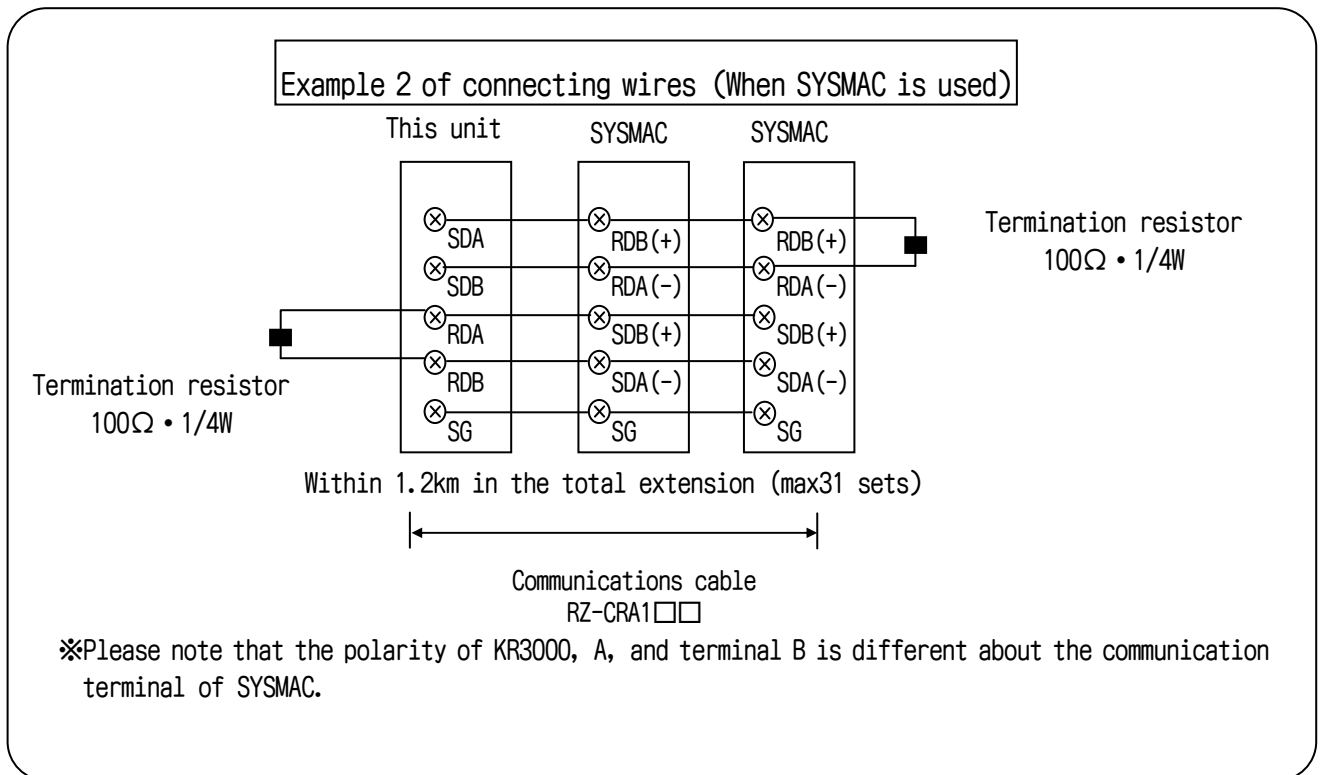 Example 2 of connecting wires (When SYSMAC is used)
This unit SYSMAC SYSMAC
SDA RDB(+) RDB(+)
SDB RDA(-) RDA(-)
RDA SDB(+) SDB(+)
RDB SDA(-) SDA(-)
SG SG SG
Termination resistor
100Ω・1/4W
Termination resistor
100Ω・1/4W
Within 1.2km in the total extension (max31 sets)
Communications cable
RZ-CRA1□□
※Please note that the polarity of KR3000, A, and terminal B is different about the communication
terminal of SYSMAC.